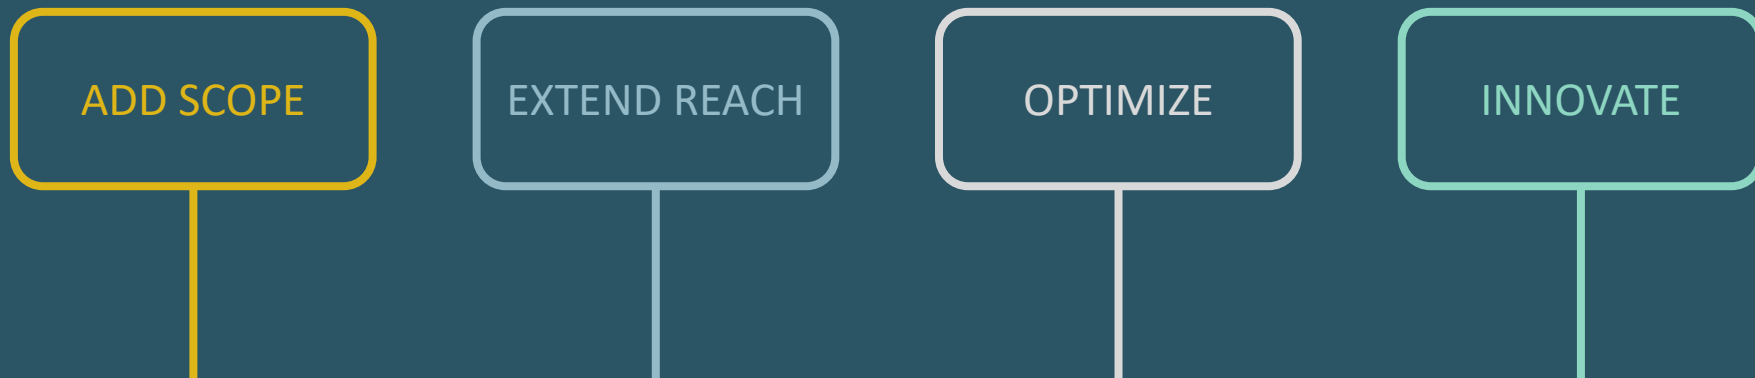 ADD SCOPE
EXTEND REACH
OPTIMIZE
INNOVATE